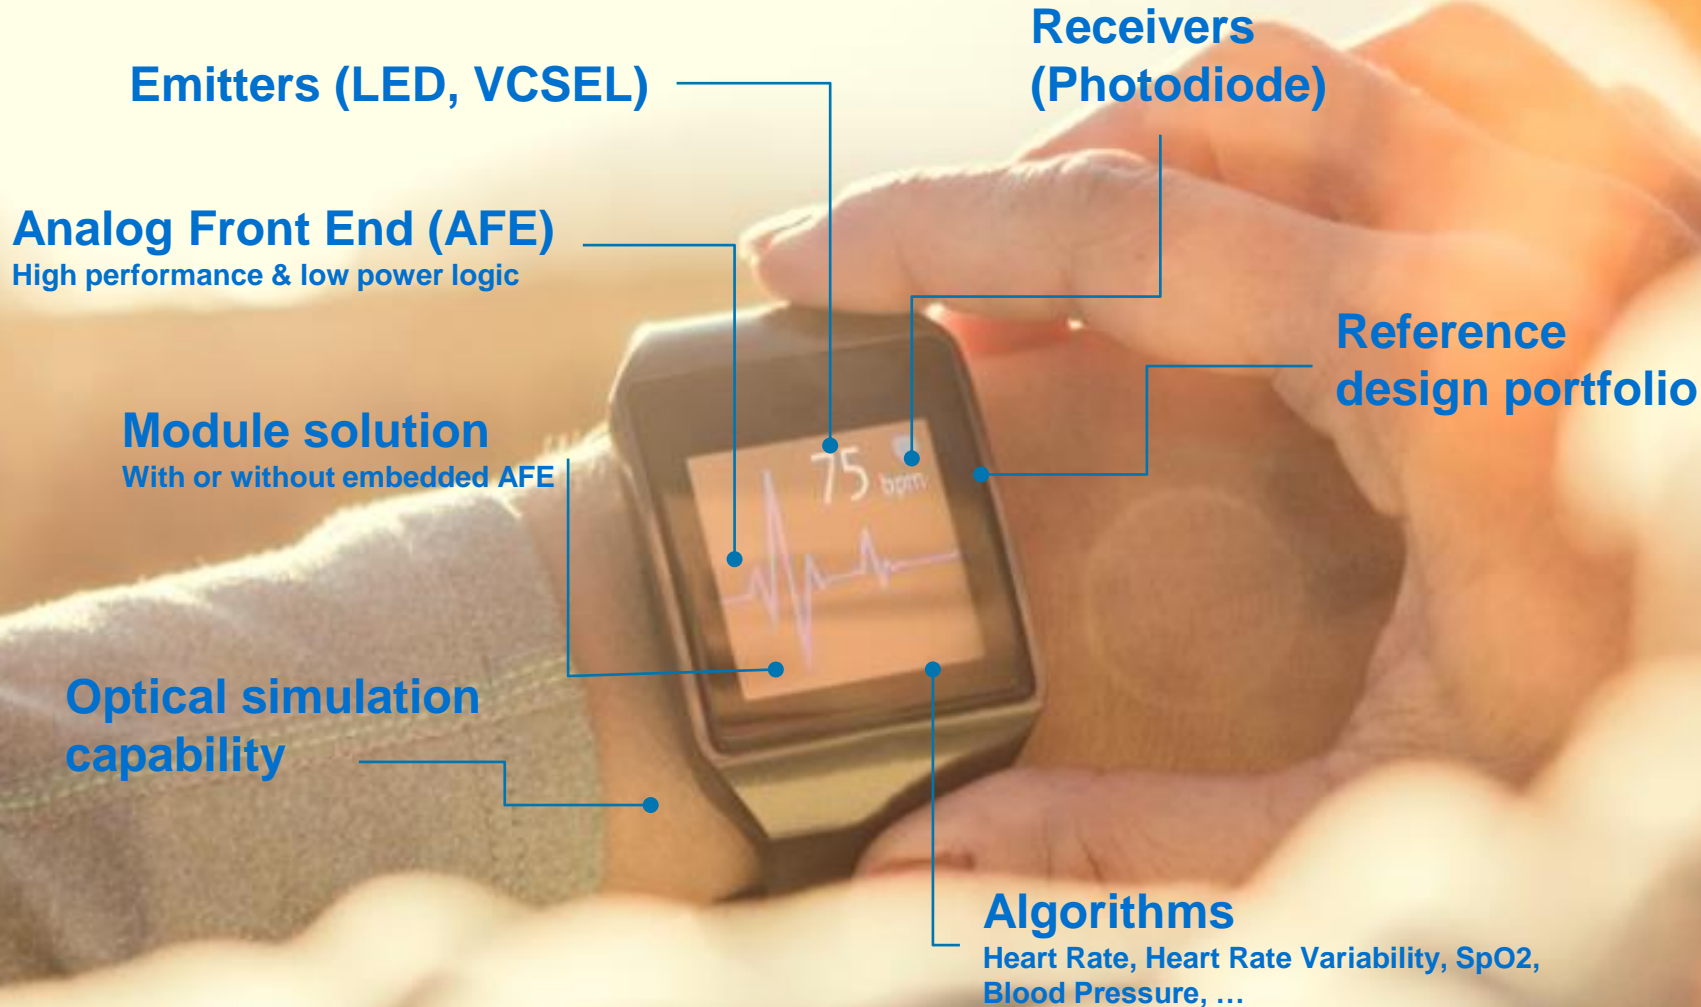 Receivers
(Photodiode)
Emitters (LED, VCSEL)
Analog Front End (AFE)
High performance & low power logic
Reference
design portfolio
Module solution
With or without embedded AFE
75
bpm
Optical simulation
capability
Algorithms
Heart Rate, Heart Rate Variability, SpO2,
Blood Pressure, …